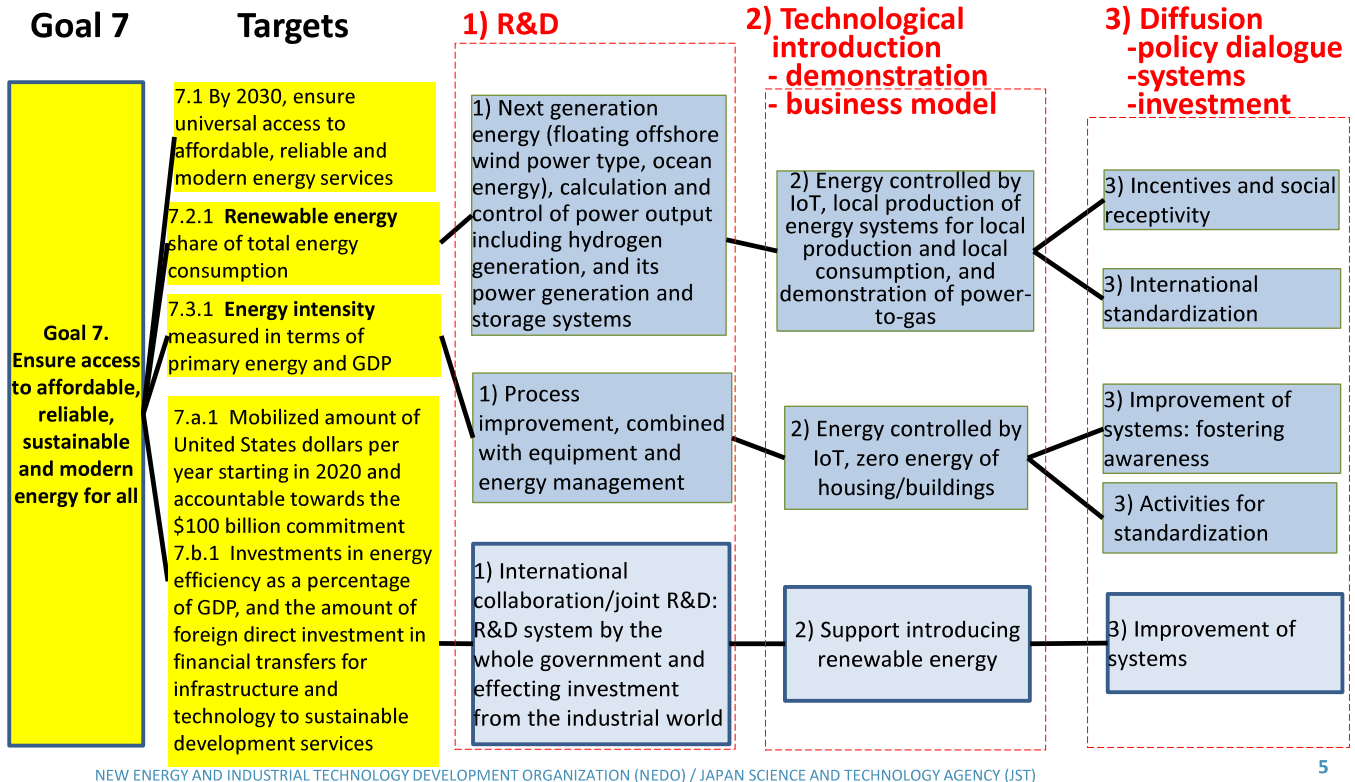 Goal 7
Targets
1) R&D
2) Technological
introduction
- demonstration
- business model
3) Diffusion
-policy dialogue
-systems
-investment
Goal 7.
Ensure access
to affordable,
reliable,
sustainable
and modern
energy for all
7.1 By 2030, ensure
universal access to
affordable, reliable and
modern energy services
7.2.1 Renewable energy
share of total energy
consumption
7.3.1 Energy intensity
measured in terms of
primary energy and GDP
7.a.1 Mobilized amount of
United States dollars per
year starting in 2020 and
accountable towards the
$100 billion commitment
7.b.1 Investments in energy
efficiency as a percentage
of GDP, and the amount of
foreign direct investment in
financial transfers for
infrastructure and
technology to sustainable
development services
1) Next generation
energy (floating offshore
wind power type, ocean
energy), calculation and
control of power output
including hydrogen
generation, and its
power generation and
storage systems
1) Process
improvement, combined
with equipment and
energy management
1) International
collaboration/joint R&D:
R&D system by the
whole government and
effecting investment
from the industrial world
2) Energy controlled by
IoT, local production of
energy systems for local
production and local
consumption, and
demonstration of power-
to-gas
2) Energy controlled by
IoT, zero energy of
housing/buildings
2) Support introducing
renewable energy
3) Incentives and social
receptivity
3) International
standardization
3) Improvement of
systems: fostering
awareness
3) Activities for
standardization
3) Improvement of
systems
NEW ENERGY AND INDUSTRIAL TECHNOLOGY DEVELOPMENT ORGANIZATION (NEDO) / JAPAN SCIENCE AND TECHNOLOGY AGENCY (JST)
5